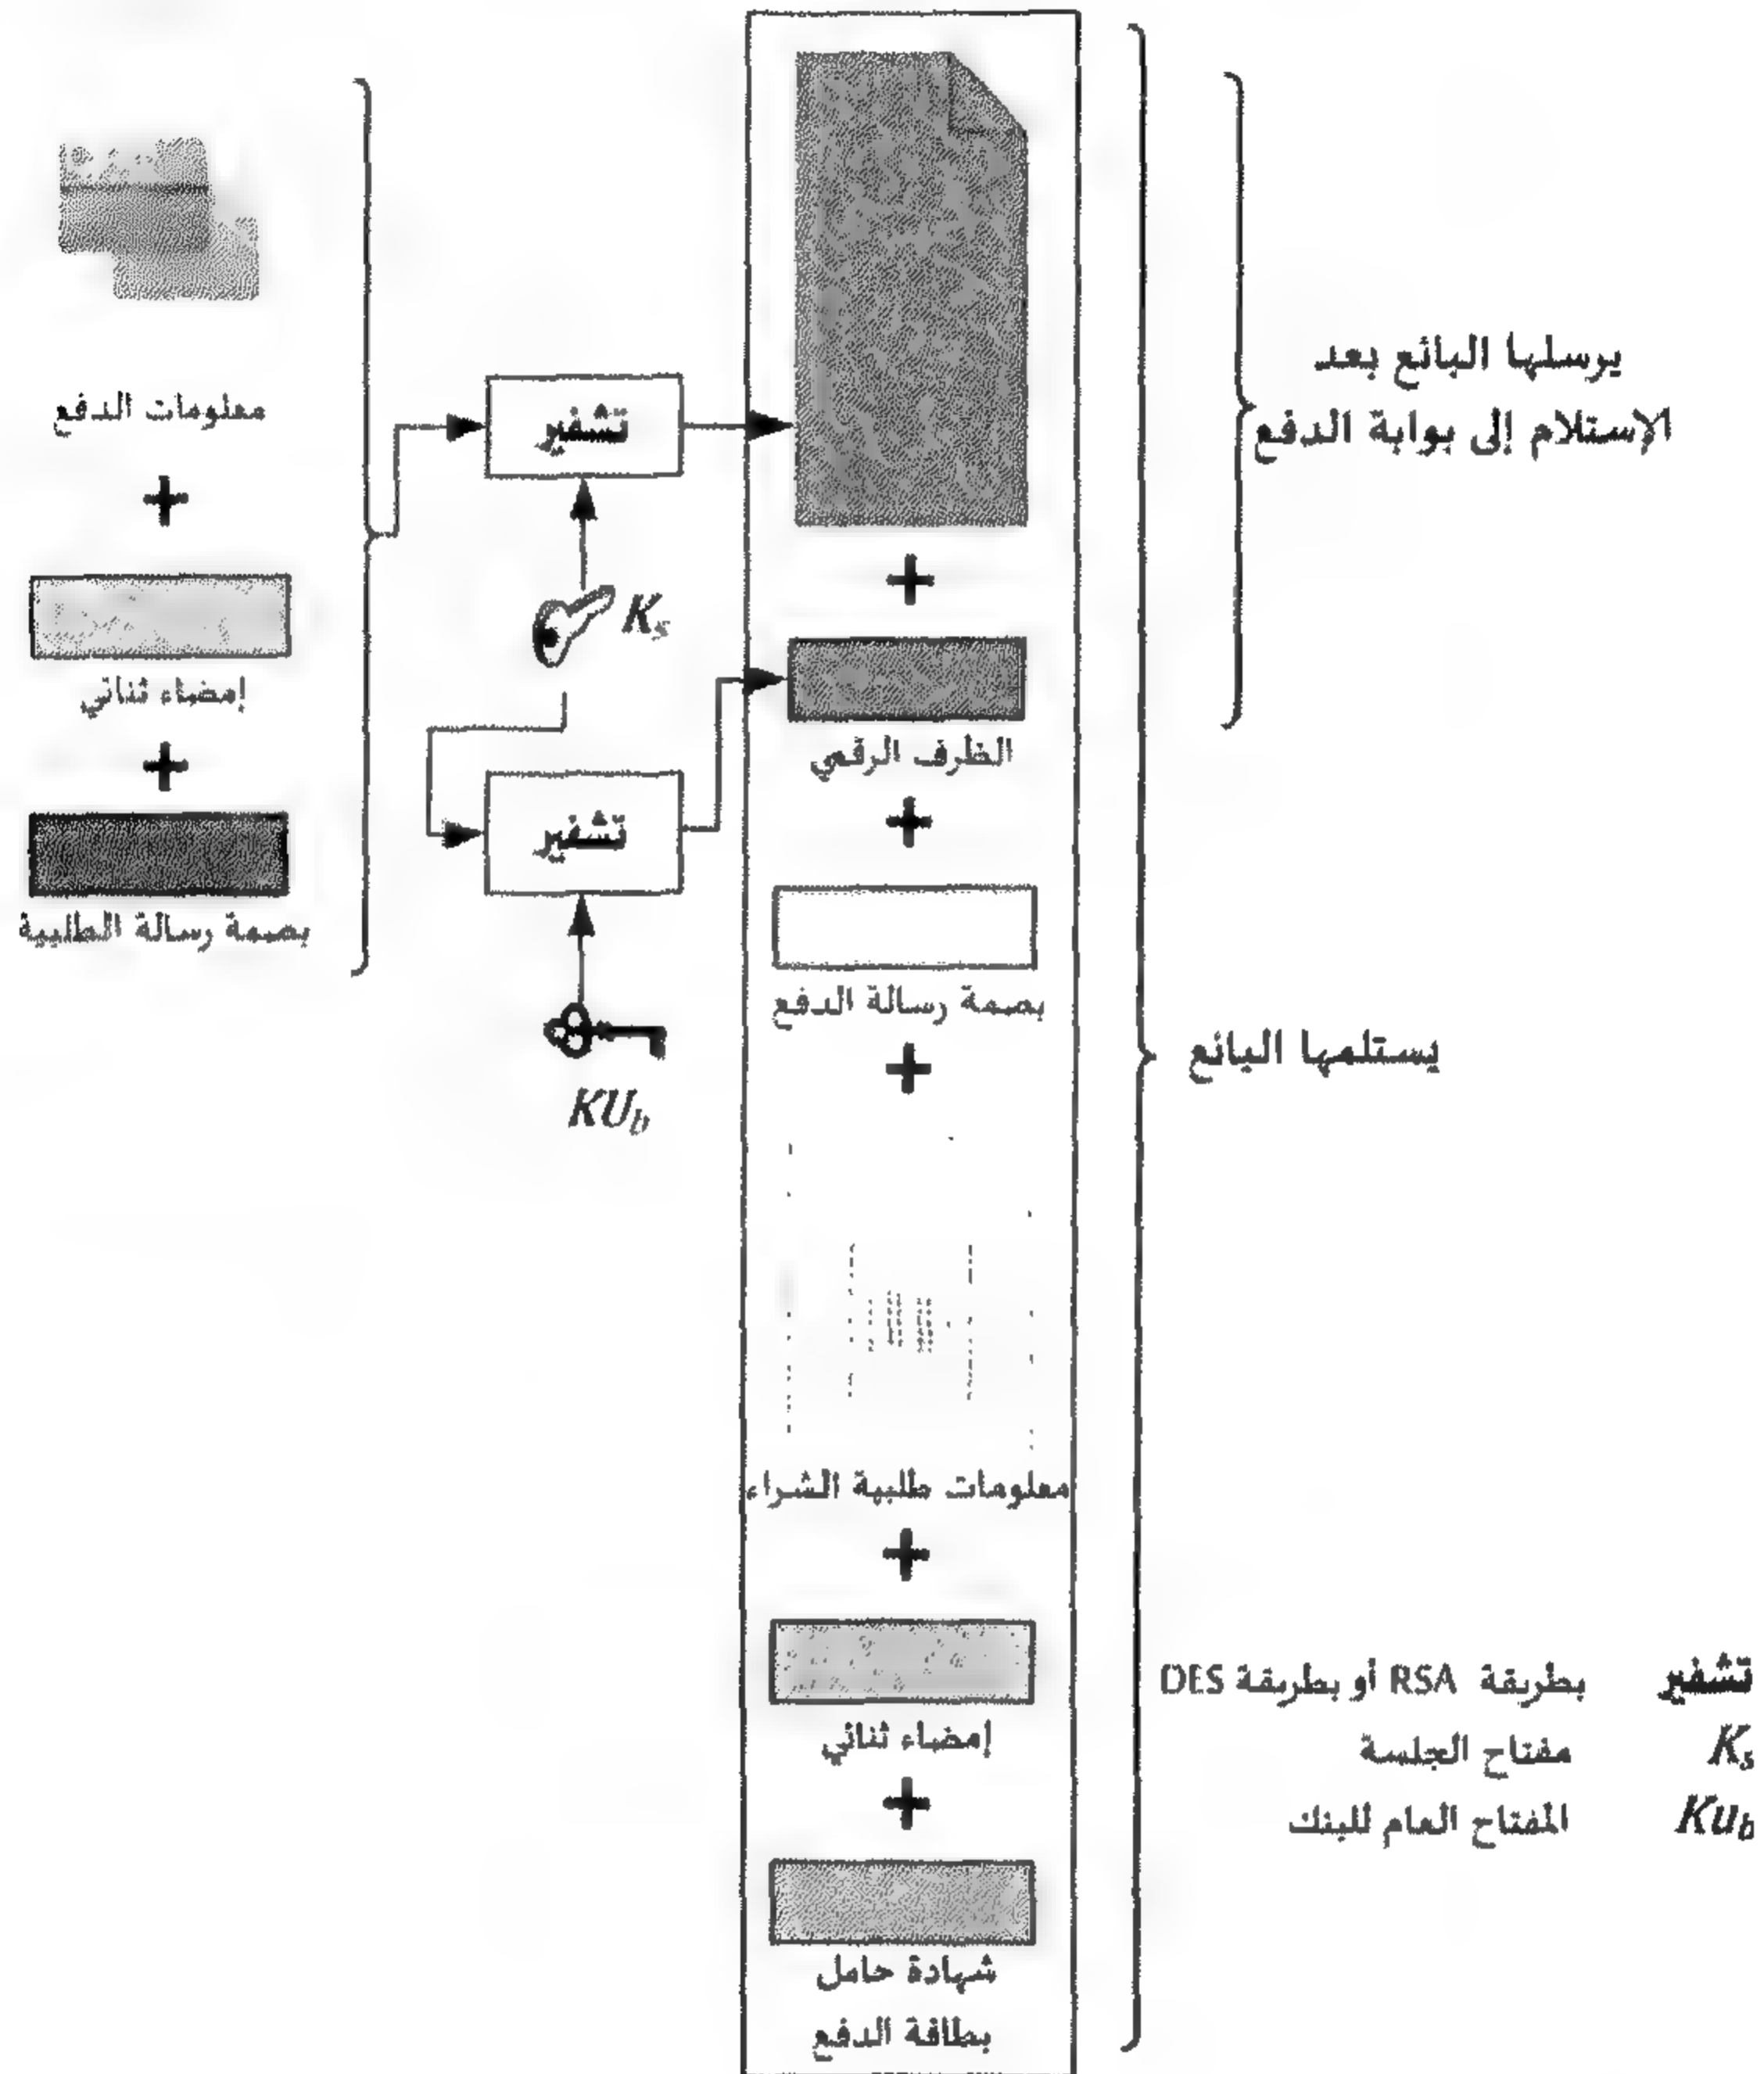 معلومات الدفع
+
إمضاء ثنائي
+
بصمة رسالة الطلبية
تشفير
K_s
تشفير
KU_b
+
الظرف الرقمي
+
بصمة رسالة الدفع
+
معلومات طلبية الشراء
+
إمضاء ثنائي
+
شهادة حامل
بطاقة الدفع
يرسلها البائع بعد
الإستلام إلى بوابة الدفع
يستلمها البائع
تشفير بطريقة RSA أو بطريقة DES
K_s مفتاح الجلسة
Ku_b المفتاح العام للبنك